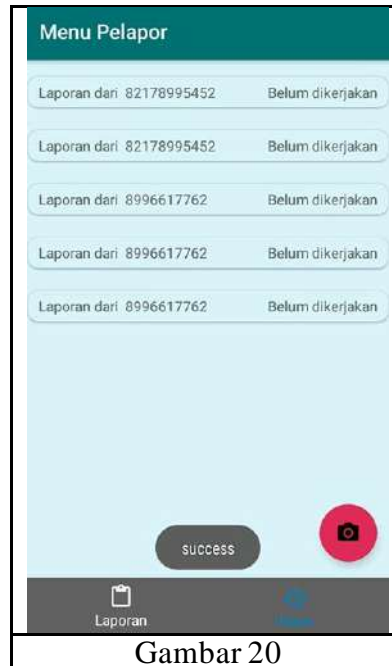 Menu Pelapor
Laporan dari 82178995452 Belum dikerjakan
Laporan dari 82178995452 Belum dikerjakan
Laporan dari 8996617762 Belum dikerjakan
Laporan dari 8996617762 Belum dikerjakan
Laporan dari 8996617762 Belum dikerjakan
success
Laporan
Gambar 20